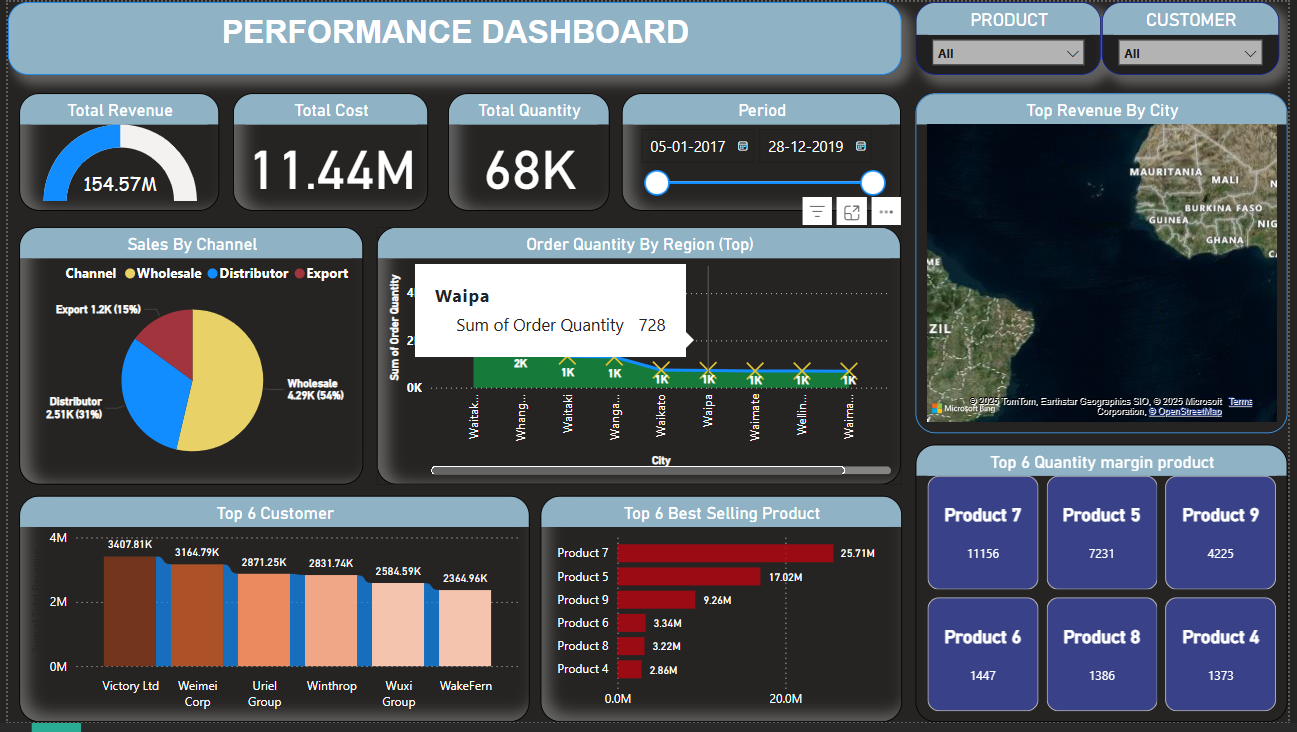 PERFORMANCE DASHBOARD
PRODUCT
All
CUSTOMER
All
Total Revenue
154.57M
Total Cost
11.44M
Total Quantity
68K
Period
05-01-2017
28-12-2019
Top Revenue By City
MAURITANIA
MALI
BURKINA FASO
GUINEA
GHANA
Microsoft Bing
© 2025 TomTom, Earthstar Geographics SIO, © 2025 Microsoft Corporation, © OpenStreetMap
Terms
Sales By Channel
Channel Wholesale Distributor Export
Export 1.2K (15%)
Wholesale
4.29K (54%)
Distributor
2.51K (31%)
Order Quantity By Region (Top)
Sum of Order Quantity
Waipa
Sum of Order Quantity 728
0K
2K
1K
1K
1K
1K
1K
1K
1K
Waitak...
Whang...
Waitaki
Wanga...
Waikato
Waipa
Waimate
Wellin...
Waima...
City
Top 6 Customer
4M
2M
0M
3407.81K
3164.79K
2871.25K
2831.74K
2584.59K
2364.96K
Victory Ltd
Weimei
Corp
Uriel
Group
Winthrop
Wuxi
Group
WakeFern
Top 6 Best Selling Product
Product 7 25.71M
Product 5 17.02M
Product 9 9.26M
Product 6 3.34M
Product 8 3.22M
Product 4 2.86M
0.0M 20.0M
Top 6 Quantity margin product
Product 7
11156
Product 5
7231
Product 9
4225
Product 6
1447
Product 8
1386
Product 4
1373